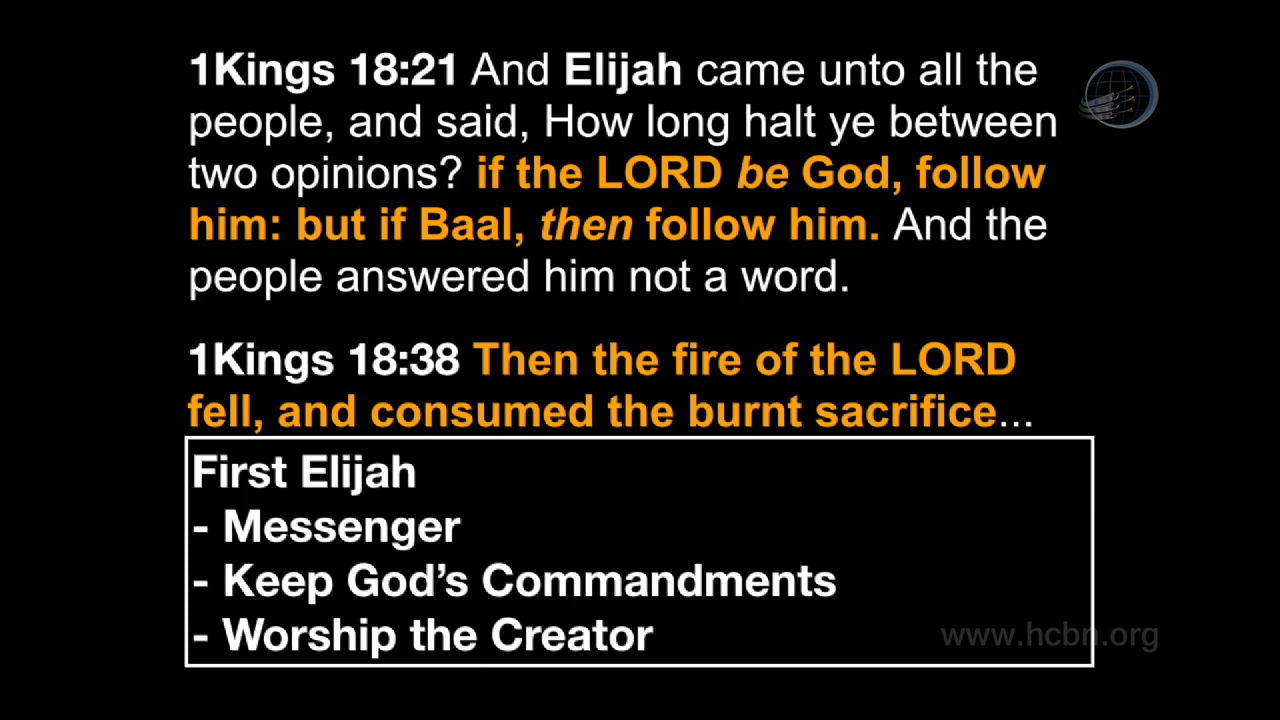 1Kings 18:21 And Elijah came unto all the
people, and said, How long halt ye between
two opinions? if the LORD be God, follow
him: but if Baal, then follow him. And the
people answered him not a word.
1Kings 18:38 Then the fire of the LORD
fell, and consumed the burnt sacrifice...
First Elijah
- Messenger
- Keep God’s Commandments
- Worship the Creator
www.hcbn.org